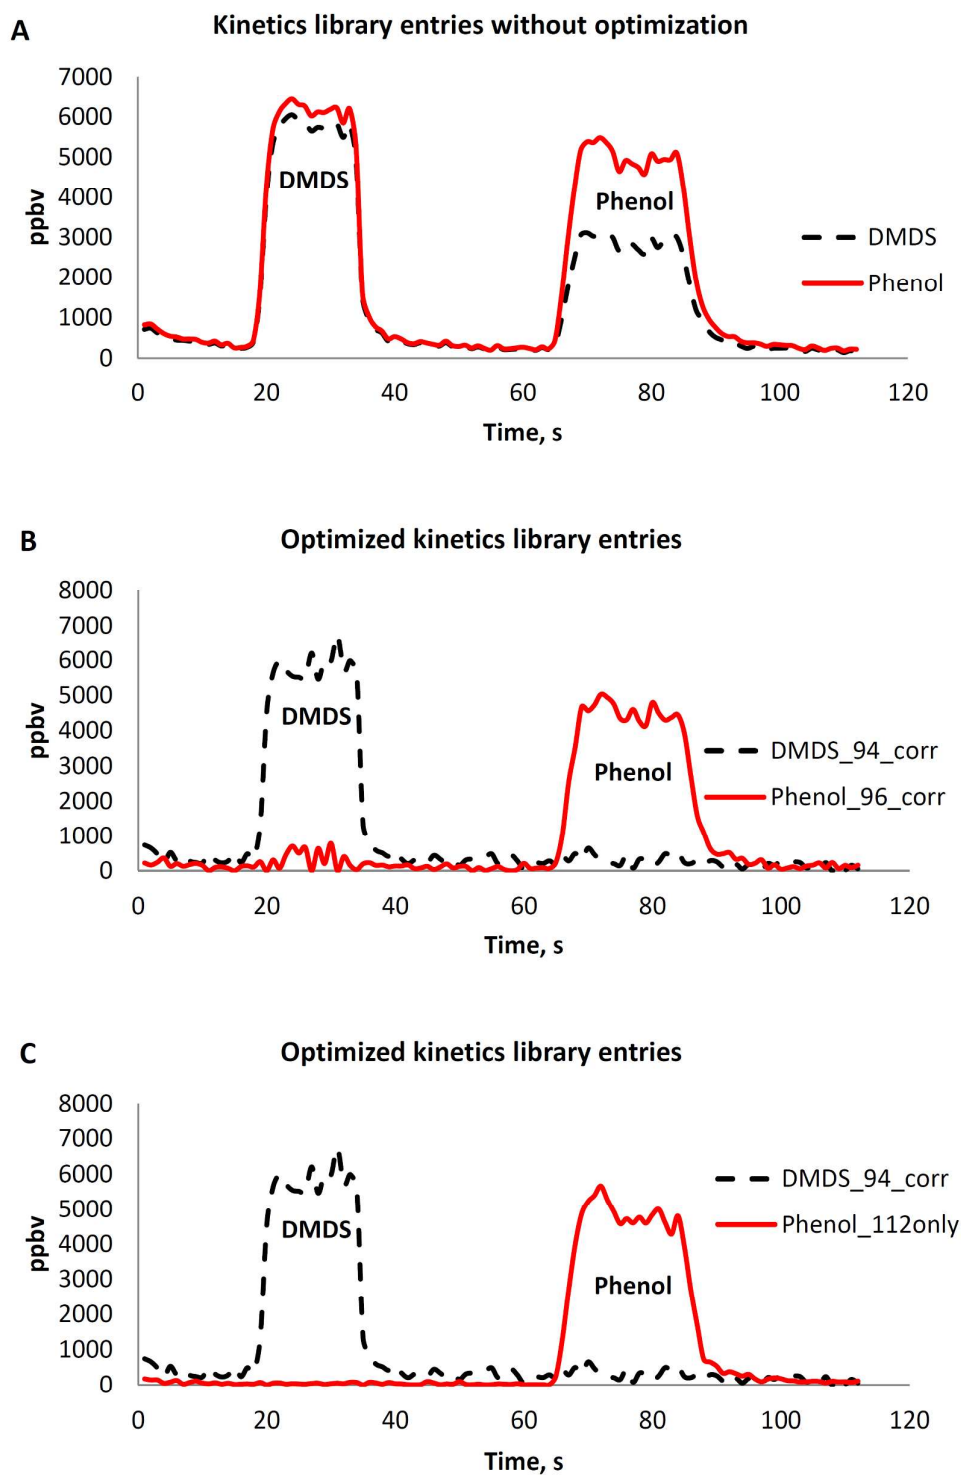 A
Kinetics library entries without optimization
7000
6000
5000
4000
3000
2000
1000
0
ppbv
DMDS
Phenol
DMDS
Phenol
0 20 40 60 80 100 120
Time, s
B
Optimized kinetics library entries
8000
7000
6000
5000
4000
3000
2000
1000
0
ppbv
DMDS
Phenol
DMDS_94_corr
Phenol_96_corr
0 20 40 60 80 100 120
Time, s
C
Optimized kinetics library entries
8000
7000
6000
5000
4000
3000
2000
1000
0
ppbv
DMDS
Phenol
DMDS_94_corr
Phenol_112only
0 20 40 60 80 100 120
Time, s